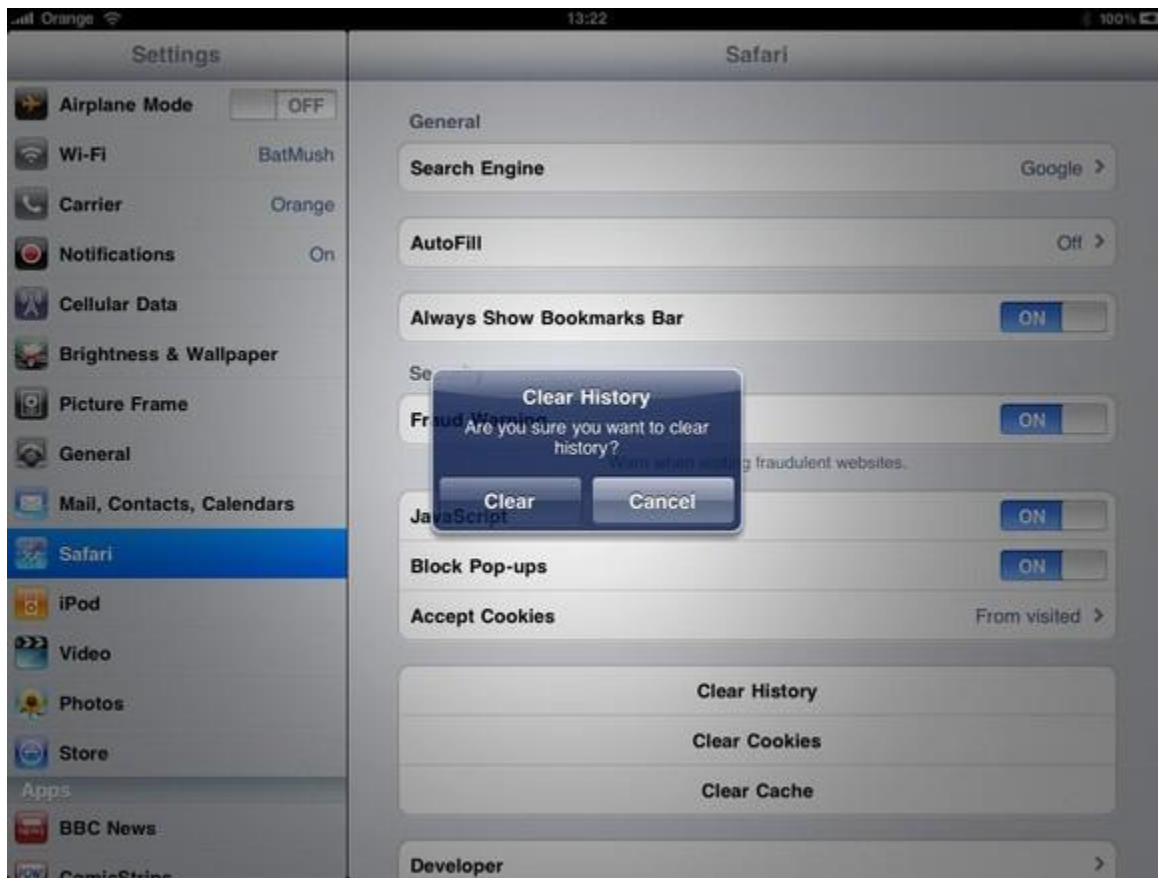 Orange
13:22
100%
Settings
Safari
Airplane Mode OFF
Wi-Fi BatMush
Carrier Orange
Notifications On
Cellular Data
Brightness & Wallpaper
Picture Frame
General
Mail, Contacts, Calendars
Safari
iPod
Video
Photos
Store
Apps
BBC News
ComicStrips
General
Search Engine Google
AutoFill Off
Always Show Bookmarks Bar ON
Fraud Warning ON
fraudulent websites.
JavaScript ON
Block Pop-ups ON
Accept Cookies From visited
Clear History
Clear Cookies
Clear Cache
Developer
Clear History
Are you sure you want to clear
history?
Clear Cancel